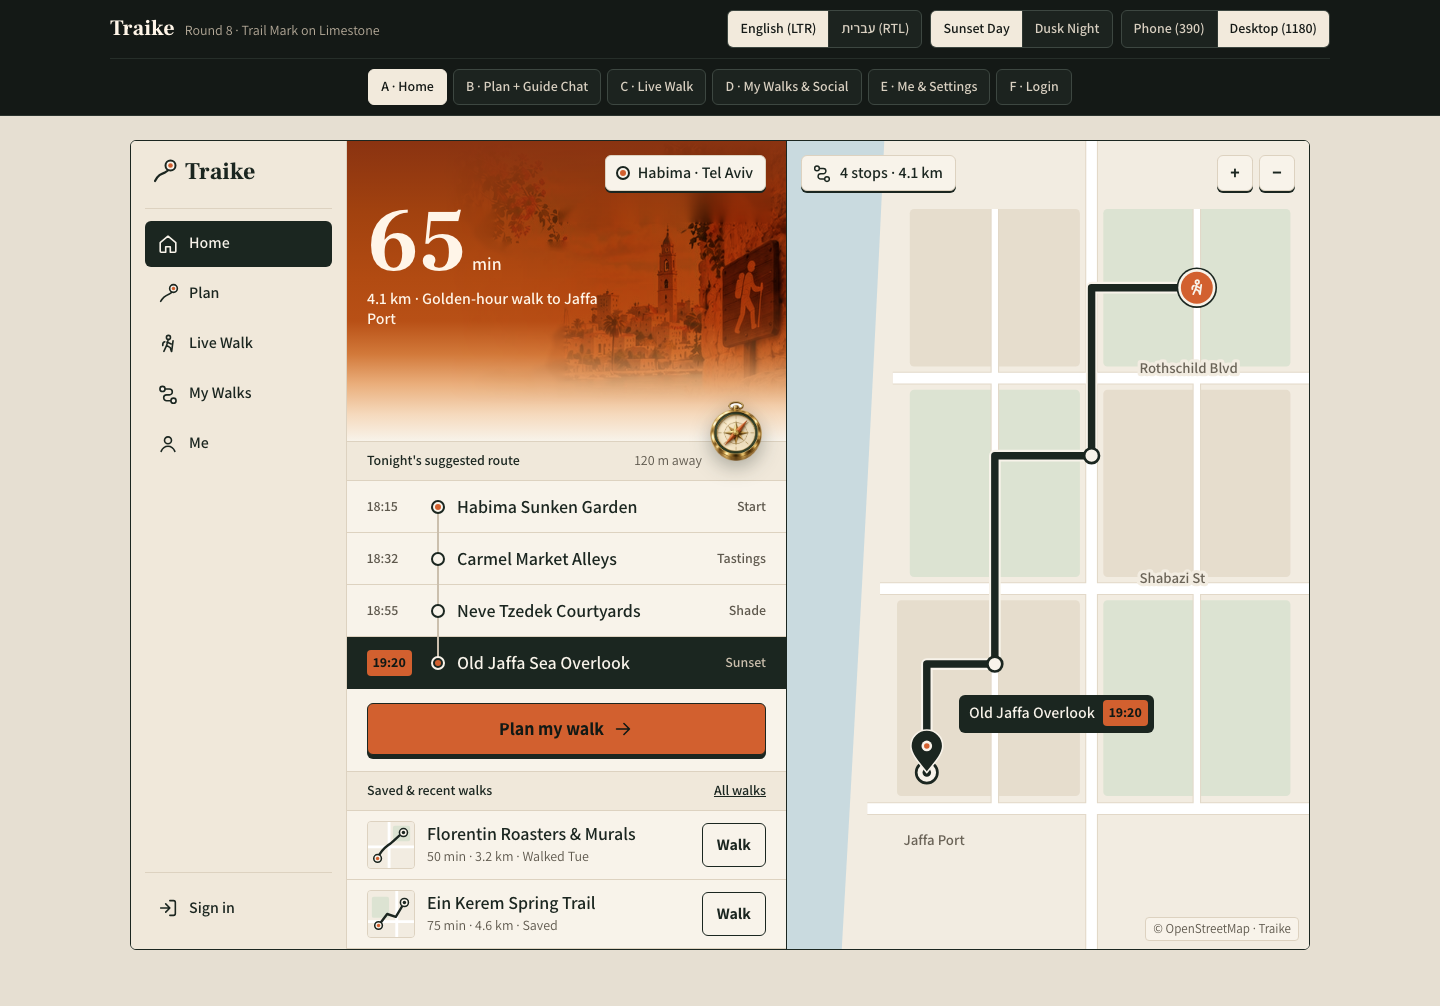 Traike
Round 8 · Trail Mark on Limestone
English (LTR)
עברית (RTL)
Sunset Day
Dusk Night
Phone (390)
Desktop (1180)
A · Home
B · Plan + Guide Chat
C · Live Walk
D · My Walks & Social
E · Me & Settings
F · Login
Traike
Home
Plan
Live Walk
My Walks
Me
Sign in
Habima · Tel Aviv
65 min
4.1 km · Golden-hour walk to Jaffa
Port
Tonight's suggested route
120 m away
18:15 Habima Sunken Garden Start
18:32 Carmel Market Alleys Tastings
18:55 Neve Tzedek Courtyards Shade
19:20 Old Jaffa Sea Overlook Sunset
Plan my walk →
Saved & recent walks
All walks
Florentin Roasters & Murals
50 min · 3.2 km · Walked Tue
Walk
Ein Kerem Spring Trail
75 min · 4.6 km · Saved
Walk
4 stops · 4.1 km
+
−
Rothschild Blvd
Shabazi St
Old Jaffa Overlook 19:20
Jaffa Port
© OpenStreetMap · Traike